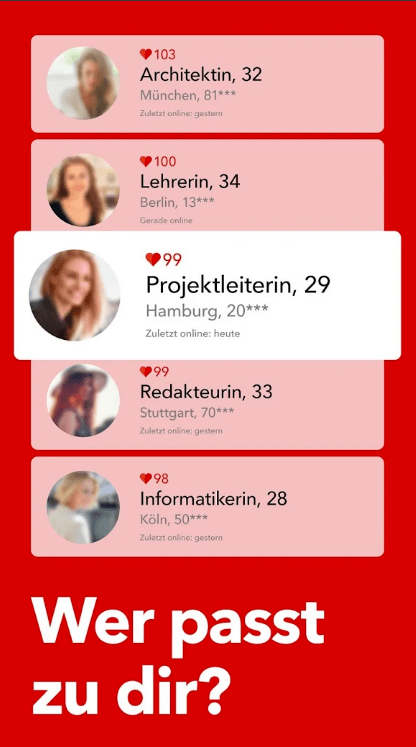 103
Architektin, 32
München, 81***
Zuletzt online: gestern
100
Lehrerin, 34
Berlin, 13***
Gerade online
99
Projektleiterin, 29
Hamburg, 20***
Zuletzt online: heute
99
Redakteurin, 33
Stuttgart, 70***
Zuletzt online: gestern
98
Informatikerin, 28
Köln, 50***
Zuletzt online: gestern
Wer passt
zu dir?